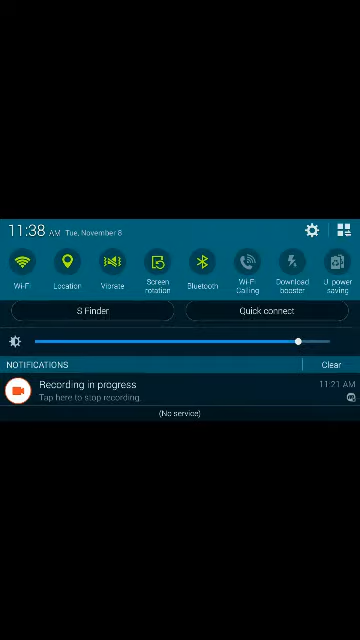 11:38 AM Tue, November 8
Wi-Fi
Location
Vibrate
Screen rotation
Bluetooth
Wi-Fi Calling
Download booster
U. power saving
S Finder
Quick connect
NOTIFICATIONS
Clear
Recording in progress
11:21 AM
Tap here to stop recording.
(No service)